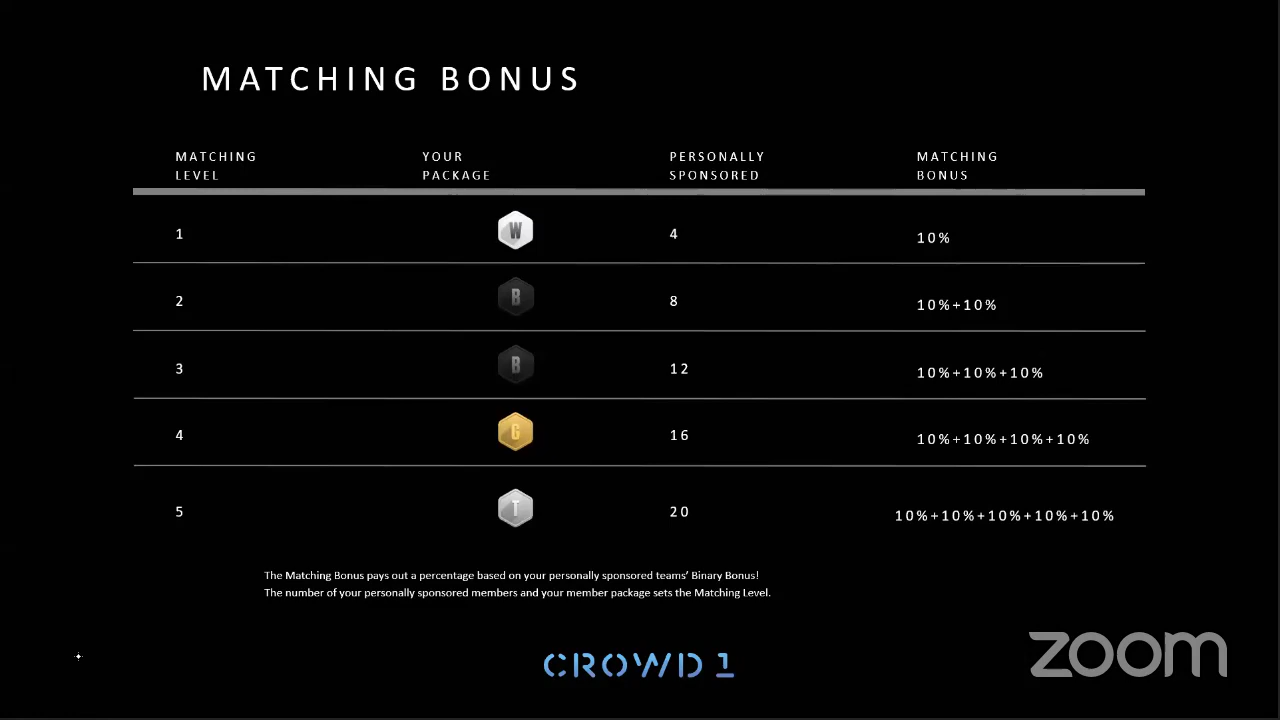 MATCHING BONUS
MATCHING LEVEL
YOUR PACKAGE
PERSONALLY SPONSORED
MATCHING BONUS
1 W 4 10%
2 B 8 10%+10%
3 B 12 10%+10%+10%
4 G 16 10%+10%+10%+10%
5 T 20 10%+10%+10%+10%+10%
The Matching Bonus pays out a percentage based on your personally sponsored teams' Binary Bonus!
The number of your personally sponsored members and your member package sets the Matching Level.
CROWD 1
zoom